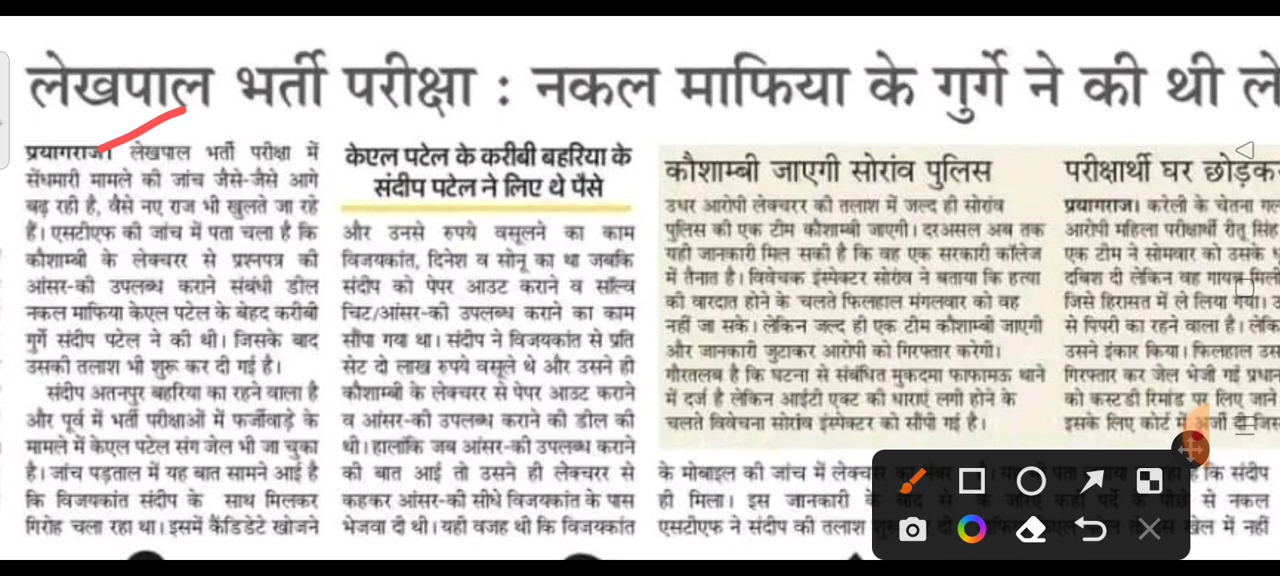 लेखपाल भर्ती परीक्षा : नकल माफिया के गुर्गे ने की थी ले
प्रयागराज। लेखपाल भर्ती परीक्षा में
सेंधमारी मामले की जांच जैसे-जैसे आगे
बढ़ रही है, वैसे नए राज भी खुलते जा रहे
हैं। एसटीएफ की जांच में पता चला है कि
कौशाम्बी के लेक्चरर से प्रश्नपत्र की
आंसर-की उपलब्ध कराने संबंधी डील
नकल माफिया केएल पटेल के बेहद करीबी
गुर्गे संदीप पटेल ने की थी। जिसके बाद
उसकी तलाश भी शुरू कर दी गई है।
संदीप अतनपुर बहरिया का रहने वाला है
और पूर्व में भर्ती परीक्षाओं में फर्जीवाड़े के
मामले में केएल पटेल संग जेल भी जा चुका
है। जांच पड़ताल में यह बात सामने आई है
कि विजयकांत संदीप के साथ मिलकर
गिरोह चला रहा था। इसमें कैंडिडेटे खोजने
केएल पटेल के करीबी बहरिया के
संदीप पटेल ने लिए थे पैसे
और उनसे रुपये वसूलने का काम
विजयकांत, दिनेश व सोनू का था जबकि
संदीप को पेपर आउट कराने व सॉल्व
चिट/आंसर-की उपलब्ध कराने का काम
सौंपा गया था। संदीप ने विजयकांत से प्रति
सेट दो लाख रुपये वसूले थे और उसने ही
कौशाम्बी के लेक्चरर से पेपर आउट कराने
व आंसर-की उपलब्ध कराने की डील की
थी। हालांकि जब आंसर-की उपलब्ध कराने
की बात आई तो उसने ही लेक्चरर से
कहकर आंसर-की सीधे विजयकांत के पास
भेजवा दी थी। यही वजह थी कि विजयकांत
कौशाम्बी जाएगी सोरांव पुलिस
उधर आरोपी लेक्चरर की तलाश में जल्द ही सोरांव
पुलिस की एक टीम कौशाम्बी जाएगी। दरअसल अब तक
यही जानकारी मिल सकी है कि वह एक सरकारी कॉलेज
में तैनात है। विवेचक इंस्पेक्टर सोरांव ने बताया कि हत्या
की वारदात होने के चलते फिलहाल मंगलवार को वह
नहीं जा सके। लेकिन जल्द ही एक टीम कौशाम्बी जाएगी
और जानकारी जुटाकर आरोपी को गिरफ्तार करेगी।
गौरतलब है कि घटना से संबंधित मुकदमा फाफामऊ थाने
में दर्ज है लेकिन आईटी एक्ट की धाराएं लगी होने के
चलते विवेचना सोरांव इंस्पेक्टर को सौंपी गई है।
परीक्षार्थी घर छोड़क
प्रयागराज। करेली के चेतना गल
आरोपी महिला परीक्षार्थी रीतू सिंह
एक टीम ने सोमवार को उसके
दबिश दी लेकिन वह गायब मिली
जिसे हिरासत में ले लिया गया।
से पिपरी का रहने वाला है। लेकि
उसने इंकार किया। फिलहाल उस
गिरफ्तार कर जेल भेजी गई प्रधान
को कस्टडी रिमांड पर लिए जाने
इसके लिए कोर्ट में अर्जी दी जिस
के मोबाइल की जांच में लेक्चर का नंबर कि संदीप
ही मिला। इस जानकारी के बाद से पर्दे के पीछे से नकल
एसटीएफ ने संदीप की तलाश खेल में नहीं